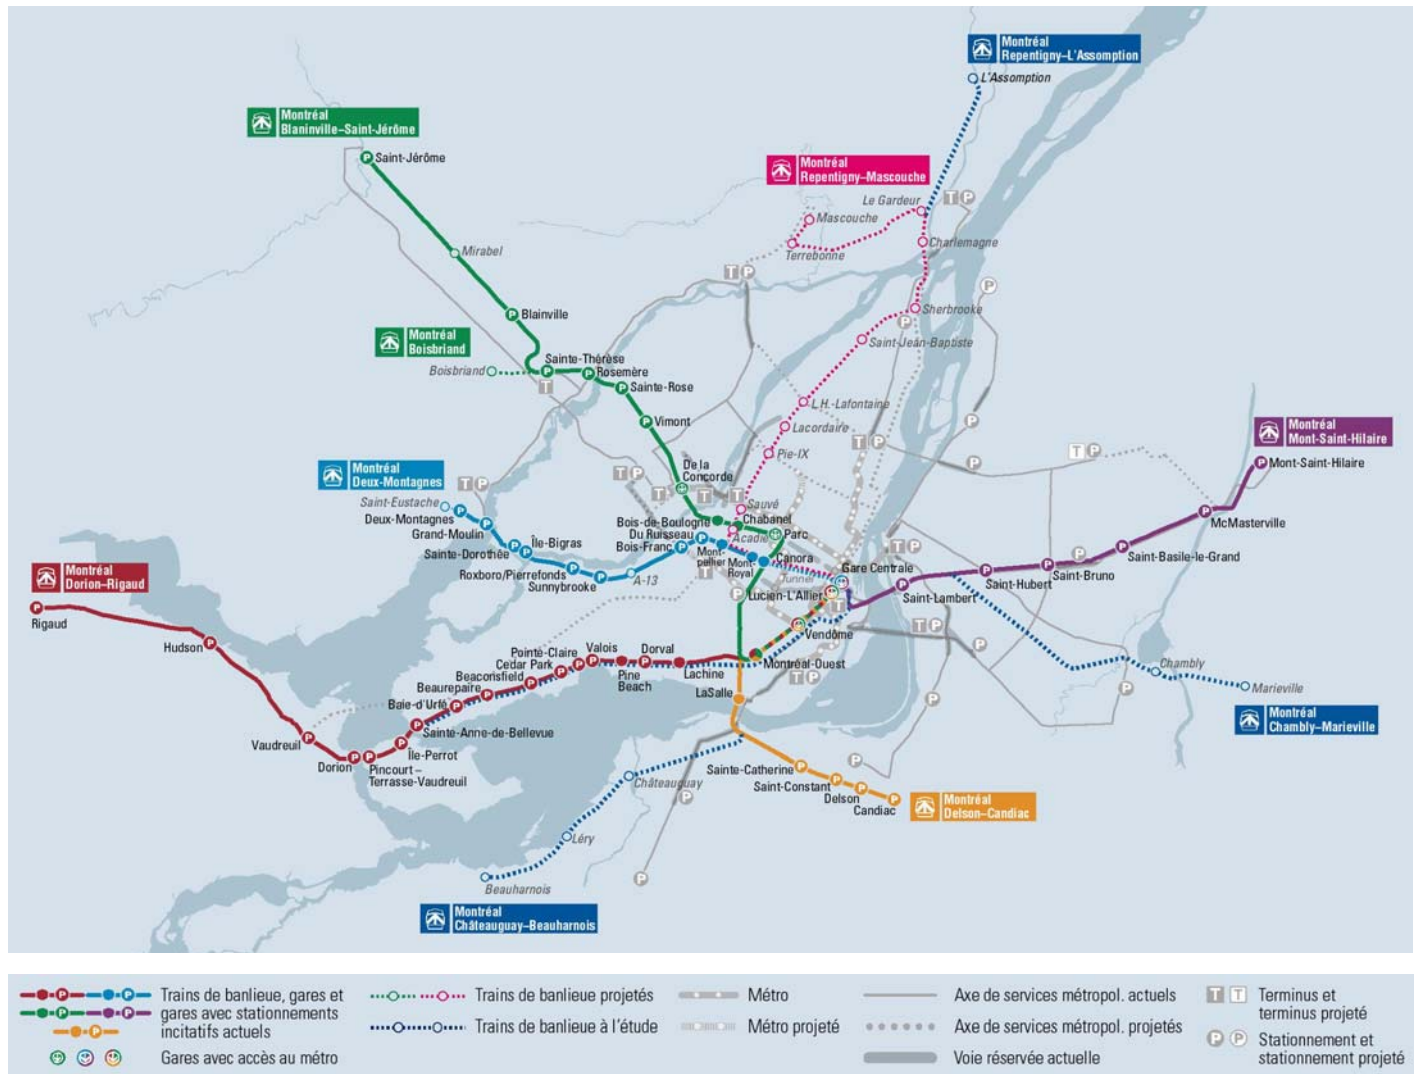 Montréal
Repentigny–L'Assomption
L'Assomption
Montréal
Blaninville–Saint-Jérôme
Saint-Jérôme
Montréal
Repentigny–Mascouche
Le Gardeur
T P
Mascouche
Charlemagne
Mirabel
Terrebonne
T P
P
Blainville
Sherbrooke
P
Montréal
Boisbriand
Saint-Jean-Baptiste
Sainte-Thérèse
Boisbriand
Rosemère
T
Sainte-Rose
L.H.-Lafontaine
Vimont
Lacordaire
P
Montréal
Mont-Saint-Hilaire
T P
Pie-IX
T P
De la
Concorde
P
Mont-Saint-Hilaire
Montréal
Deux-Montagnes
T P
T P
T
T
T
Saint-Eustache
Sauvé
Deux-Montagnes
Bois-de-Boulogne
Chabanel
McMasterville
Grand-Moulin
Du Ruisseau
Acadie
Parc
Île-Bigras
Bois-Franc
T P
Sainte-Dorothée
Mont-
pellier
Mont-
Royal
Canora
P
Saint-Basile-le-Grand
Gare Centrale
Montréal
Dorion–Rigaud
Roxboro/Pierrefonds
T
Tunnel
Saint-Bruno
Sunnybrooke
A-13
Saint-Hubert
P
Lucien-L'Allier
Saint-Lambert
T
Rigaud
T P
Vendôme
Hudson
Pointe-Claire
Valois
Dorval
P
Cedar Park
Montréal-Ouest
Chambly
Beaconsfield
Pine
Beach
Lachine
T P
Beaurepaire
LaSalle
P
P
Marieville
Baie-d'Urfé
Montréal
Chambly–Marieville
Sainte-Anne-de-Bellevue
Vaudreuil
Île-Perrot
P
Dorion
Pincourt –
Terrasse-Vaudreuil
Sainte-Catherine
Châteauguay
Saint-Constant
P
Delson
Candiac
Montréal
Delson–Candiac
Léry
P
Beauharnois
Montréal
Châteauguay–Beauharnois
Trains de banlieue, gares et
gares avec stationnements
incitatifs actuels
Gares avec accès au métro
Trains de banlieue projetés
Trains de banlieue à l'étude
Métro
Métro projeté
Axe de services métropol. actuels
Axe de services métropol. projetés
Voie réservée actuelle
T T Terminus et
terminus projeté
P P Stationnement et
stationnement projeté